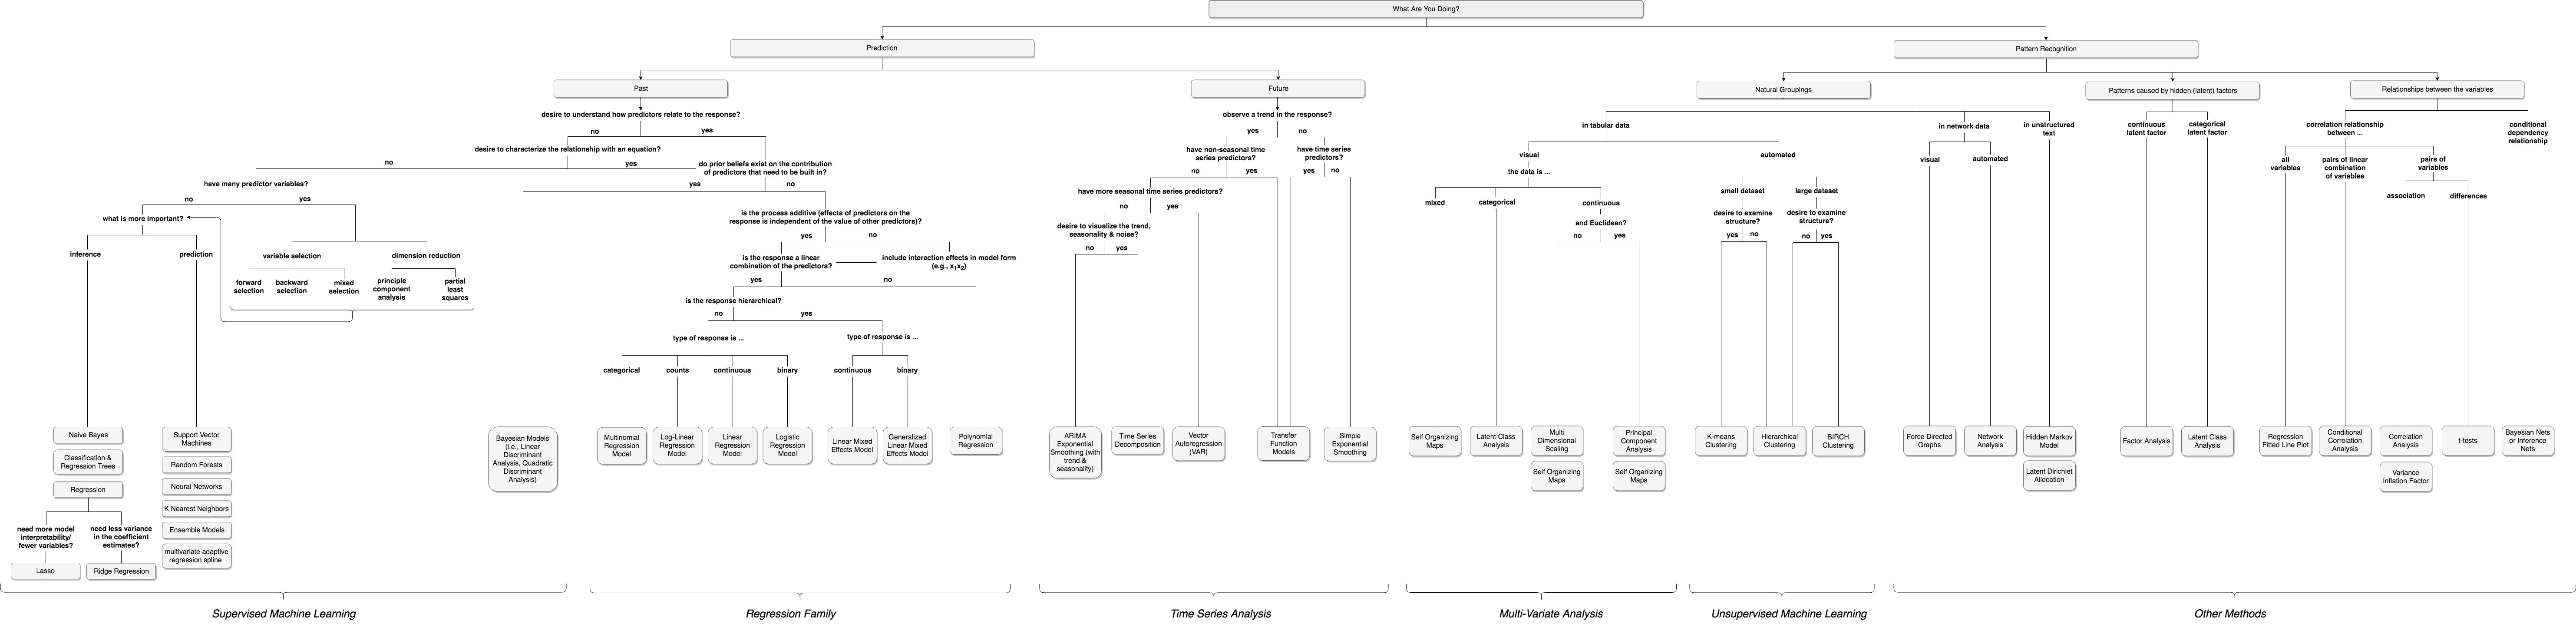 What Are You Doing?
Prediction
Pattern Recognition
Past
Future
Natural Groupings
Patterns caused by hidden (latent) factors
Relationships between the variables
desire to understand how predictors relate to the response?
no
yes
desire to characterize the relationship with an equation?
no
yes
do prior beliefs exist on the contribution
of predictors that need to be built in?
yes
no
have many predictor variables?
no
yes
what is more important?
inference
prediction
variable selection
dimension reduction
forward
selection
backward
selection
mixed
selection
principle
component
analysis
partial
least
squares
is the process additive (effects of predictors on the
response is independent of the value of other predictors)?
yes
no
is the response a linear
combination of the predictors?
include interaction effects in model form
(e.g., x₁x₂)
yes
no
is the response hierarchical?
no
yes
type of response is ...
type of response is ...
categorical
counts
continuous
binary
continuous
binary
observe a trend in the response?
yes
no
have non-seasonal time
series predictors?
have time series
predictors?
no
yes
yes
no
have more seasonal time series predictors?
no
yes
desire to visualize the trend,
seasonality & noise?
no
yes
in tabular data
in network data
in unstructured
text
visual
automated
visual
automated
the data is ...
mixed
categorical
continuous
and Euclidean?
no
yes
small dataset
large dataset
desire to examine
structure?
desire to examine
structure?
yes
no
no
yes
continuous
latent factor
categorical
latent factor
correlation relationship
between ...
conditional
dependency
relationship
all
variables
pairs of linear
combination
of variables
pairs of
variables
association
differences
Naive Bayes
Classification &
Regression Trees
Regression
need more model
interpretability/
fewer variables?
need less variance
in the coefficient
estimates?
Lasso
Ridge Regression
Support Vector
Machines
Random Forests
Neural Networks
K Nearest Neighbors
Ensemble Models
multivariate adaptive
regression spline
Bayesian Models
(i.e., Linear
Discriminant
Analysis, Quadratic
Discriminant
Analysis)
Multinomial
Regression
Model
Log-Linear
Regression
Model
Linear
Regression
Model
Logistic
Regression
Model
Linear Mixed
Effects Model
Generalized
Linear Mixed
Effects Model
Polynomial
Regression
ARIMA
Exponential
Smoothing (with
trend &
seasonality)
Time Series
Decomposition
Vector
Autoregression
(VAR)
Transfer
Function
Models
Simple
Exponential
Smoothing
Self Organizing
Maps
Latent Class
Analysis
Multi
Dimensional
Scaling
Self Organizing
Maps
Principal
Component
Analysis
Self Organizing
Maps
K-means
Clustering
Hierarchical
Clustering
BIRCH
Clustering
Force Directed
Graphs
Network
Analysis
Hidden Markov
Model
Latent Dirichlet
Allocation
Factor Analysis
Latent Class
Analysis
Regression
Fitted Line Plot
Conditional
Correlation
Analysis
Correlation
Analysis
Variance
Inflation Factor
t-tests
Bayesian Nets
or Inference
Nets
Supervised Machine Learning
Regression Family
Time Series Analysis
Multi-Variate Analysis
Unsupervised Machine Learning
Other Methods